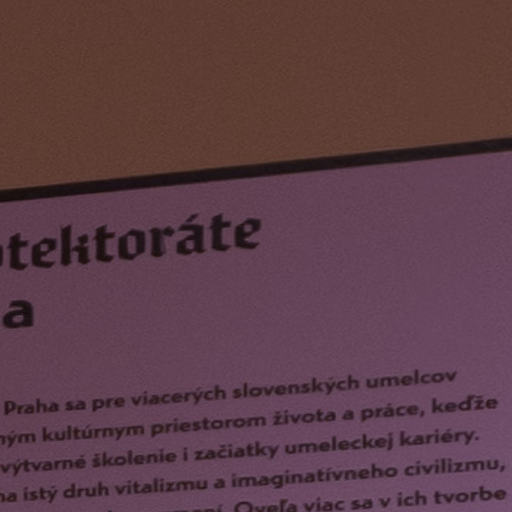 otektoráte
a
Praha sa pre viacerých slovenských umelcov
ným kultúrnym priestorom života a práce, keďže
výtvarné školenie i začiatky umeleckej kariéry.
na istý druh vitalizmu a imaginatívneho civilizmu,
Oveľa viac sa v ich tvorbe